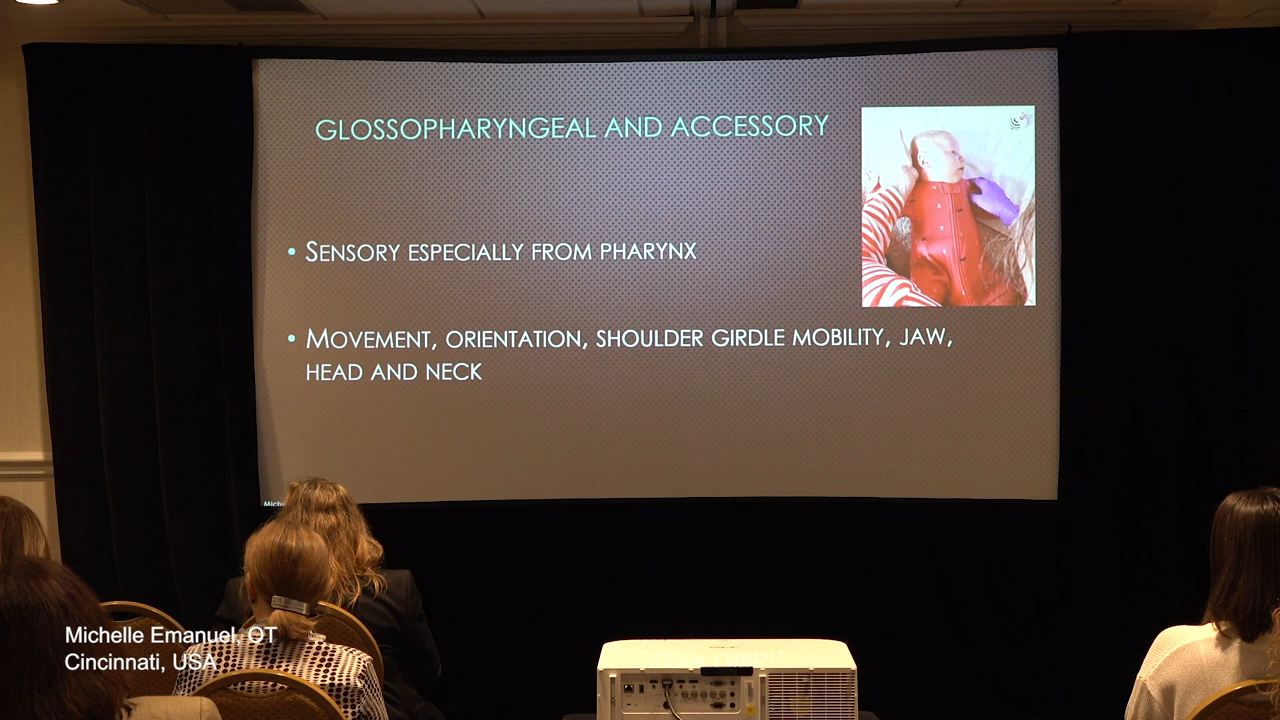 GLOSSOPHARYNGEAL AND ACCESSORY
• SENSORY ESPECIALLY FROM PHARYNX
• MOVEMENT, ORIENTATION, SHOULDER GIRDLE MOBILITY, JAW,
HEAD AND NECK
Michelle Emanuel, OT
Cincinnati, USA